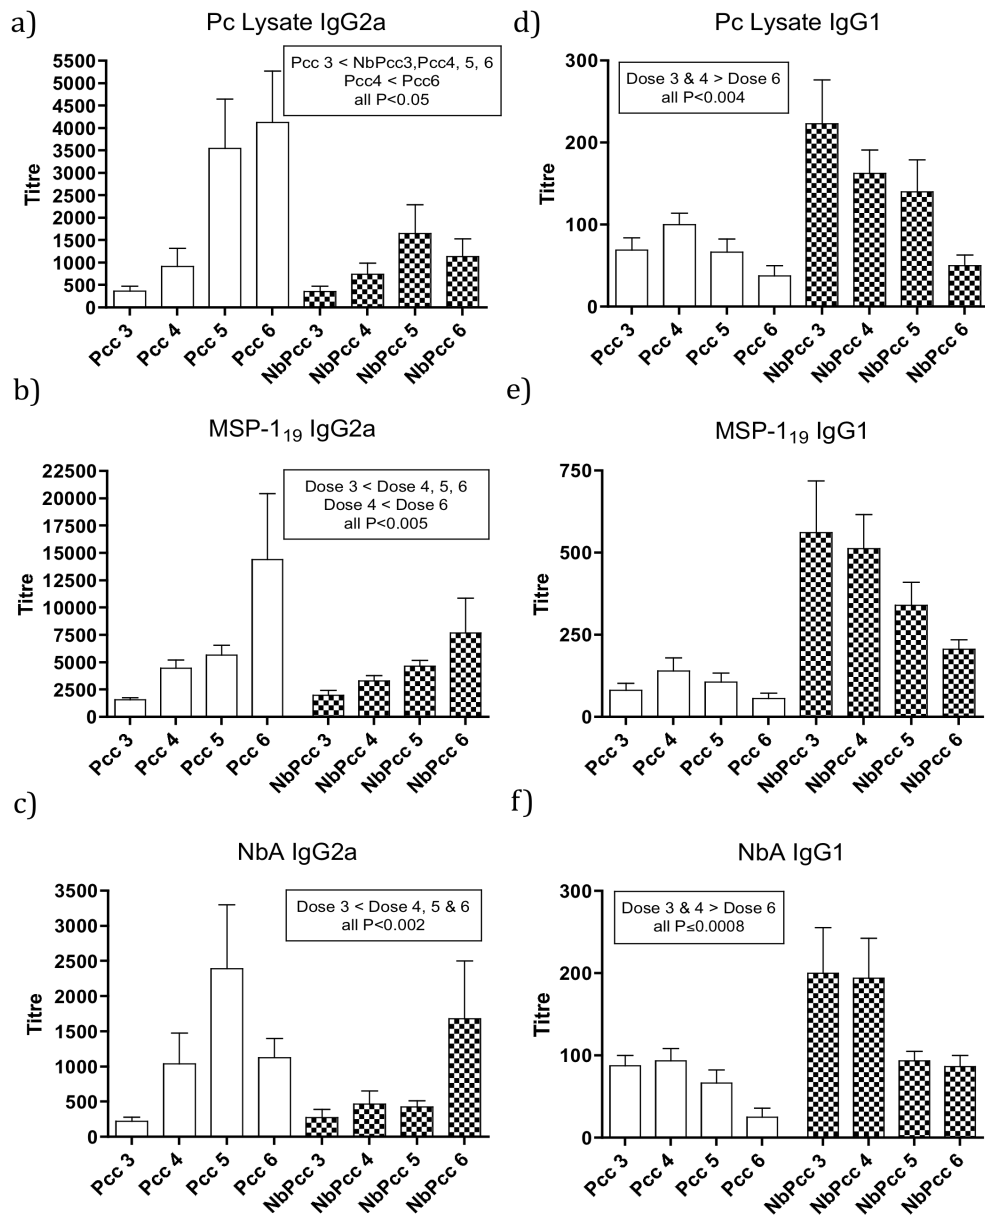 a)
Pc Lysate IgG2a
Pcc 3 < NbPcc3,Pcc4, 5, 6
Pcc4 < Pcc6
all P<0.05
Titre
5500
5000
4500
4000
3500
3000
2500
2000
1500
1000
500
0
Pcc 3
Pcc 4
Pcc 5
Pcc 6
NbPcc 3
NbPcc 4
NbPcc 5
NbPcc 6
d)
Pc Lysate IgG1
Dose 3 & 4 > Dose 6
all P<0.004
Titre
300
200
100
0
Pcc 3
Pcc 4
Pcc 5
Pcc 6
NbPcc 3
NbPcc 4
NbPcc 5
NbPcc 6
b)
MSP-1₁₉ IgG2a
Dose 3 < Dose 4, 5, 6
Dose 4 < Dose 6
all P<0.005
Titre
22500
20000
17500
15000
12500
10000
7500
5000
2500
0
Pcc 3
Pcc 4
Pcc 5
Pcc 6
NbPcc 3
NbPcc 4
NbPcc 5
NbPcc 6
e)
MSP-1₁₉ IgG1
Titre
750
500
250
0
Pcc 3
Pcc 4
Pcc 5
Pcc 6
NbPcc 3
NbPcc 4
NbPcc 5
NbPcc 6
c)
NbA IgG2a
Dose 3 < Dose 4, 5 & 6
all P<0.002
Titre
3500
3000
2500
2000
1500
1000
500
0
Pcc 3
Pcc 4
Pcc 5
Pcc 6
NbPcc 3
NbPcc 4
NbPcc 5
NbPcc 6
f)
NbA IgG1
Dose 3 & 4 > Dose 6
all P≤0.0008
Titre
300
200
100
0
Pcc 3
Pcc 4
Pcc 5
Pcc 6
NbPcc 3
NbPcc 4
NbPcc 5
NbPcc 6